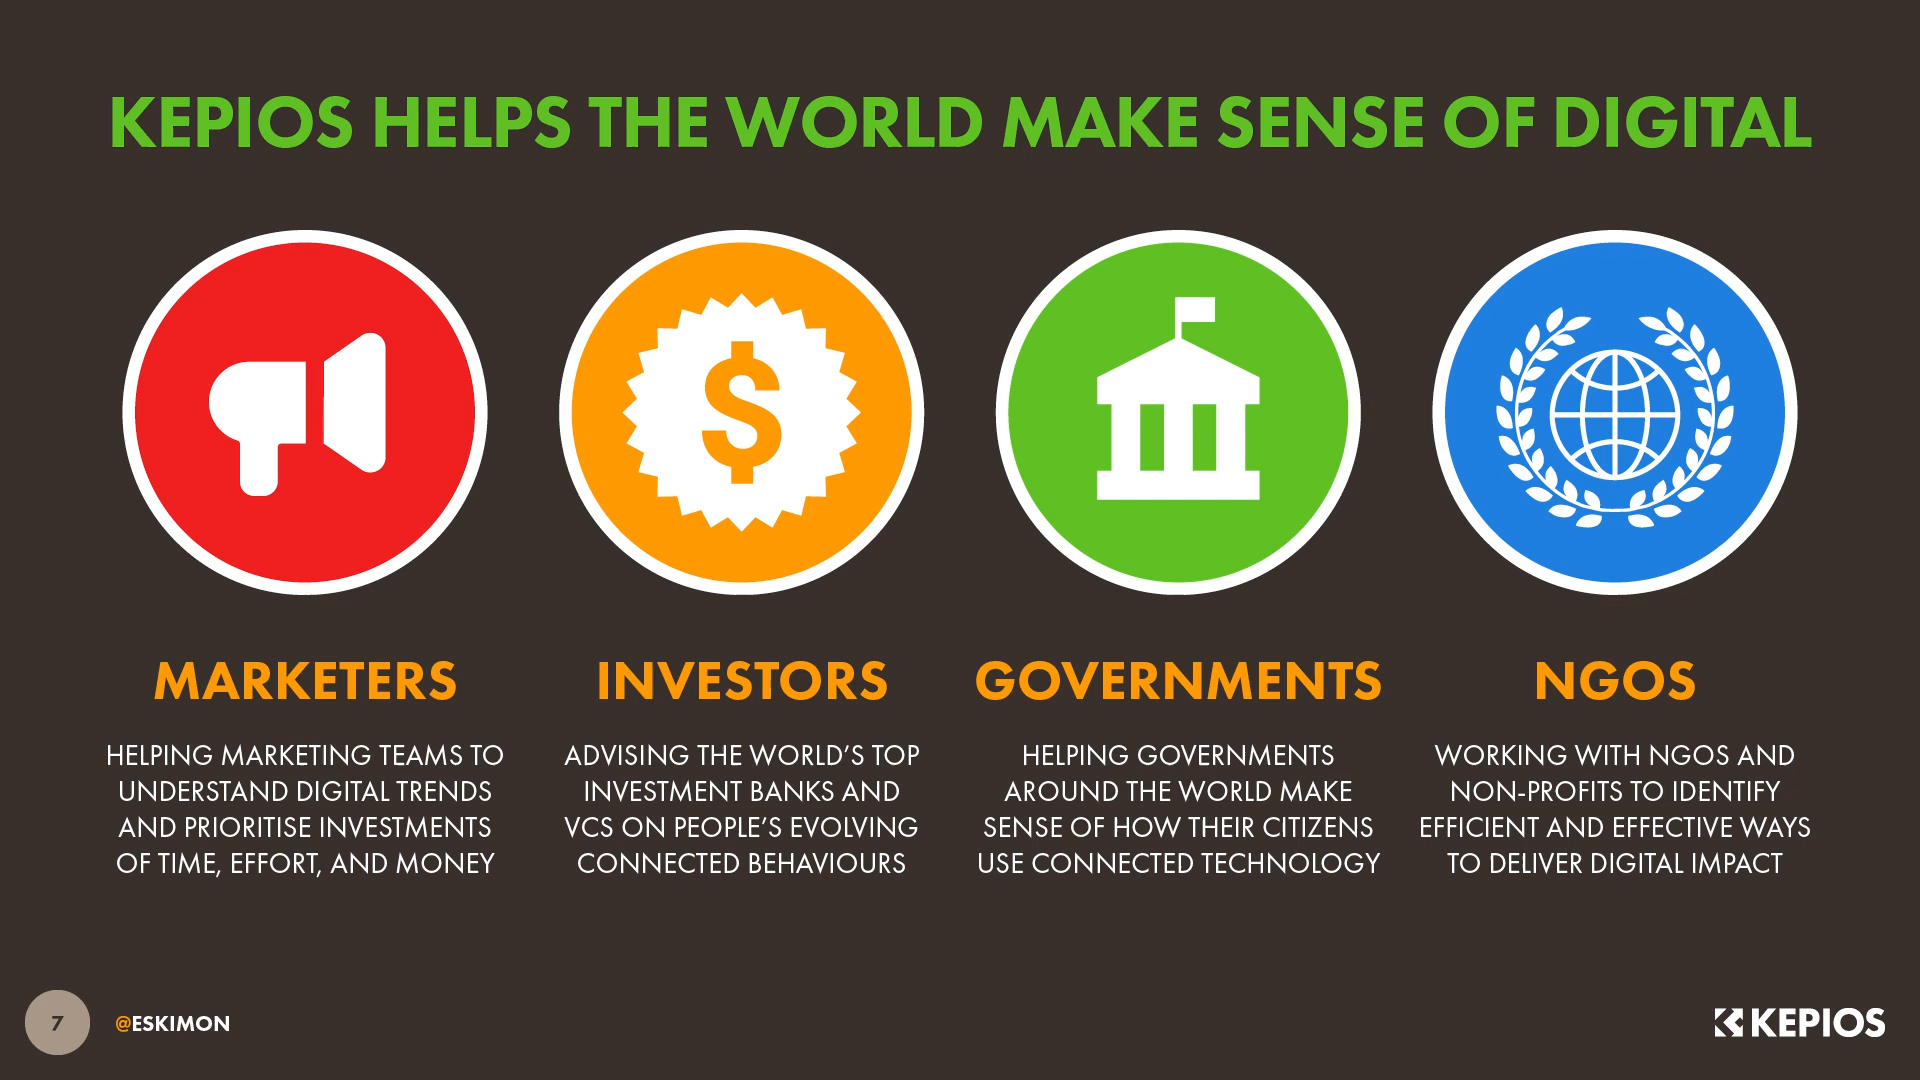 KEPIOS HELPS THE WORLD MAKE SENSE OF DIGITAL
$
MARKETERS
HELPING MARKETING TEAMS TO
UNDERSTAND DIGITAL TRENDS
AND PRIORITISE INVESTMENTS
OF TIME, EFFORT, AND MONEY
INVESTORS
ADVISING THE WORLD’S TOP
INVESTMENT BANKS AND
VCS ON PEOPLE’S EVOLVING
CONNECTED BEHAVIOURS
GOVERNMENTS
HELPING GOVERNMENTS
AROUND THE WORLD MAKE
SENSE OF HOW THEIR CITIZENS
USE CONNECTED TECHNOLOGY
NGOS
WORKING WITH NGOS AND
NON-PROFITS TO IDENTIFY
EFFICIENT AND EFFECTIVE WAYS
TO DELIVER DIGITAL IMPACT
7
@ESKIMON
KEPIOS